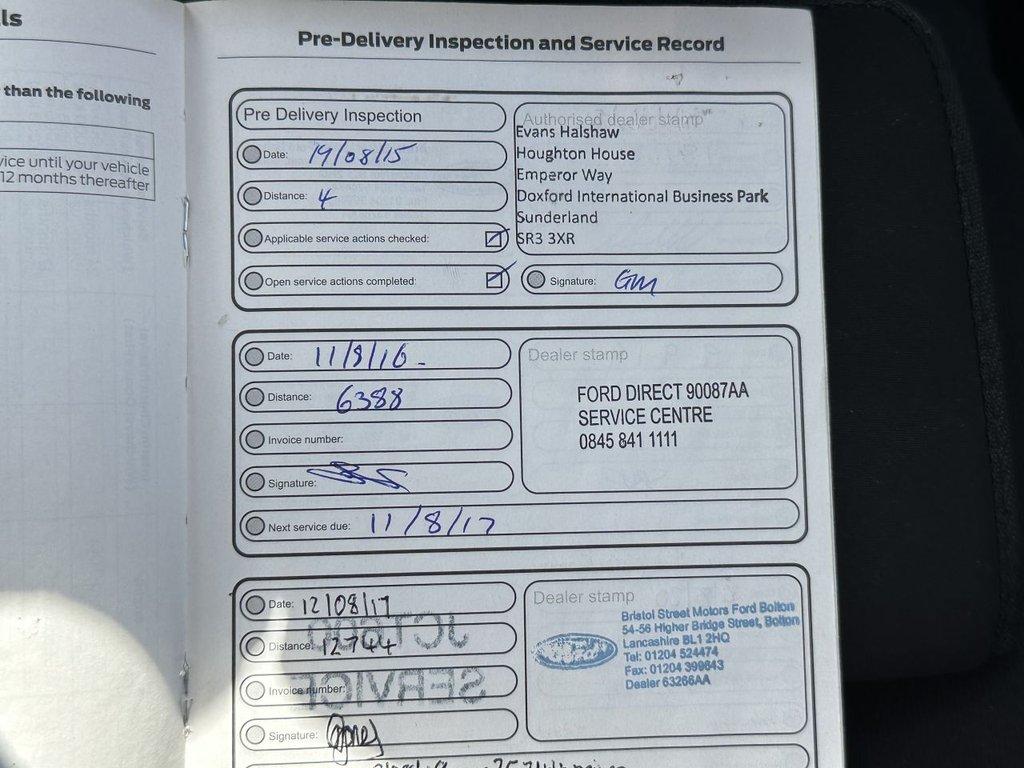 ls
Pre-Delivery Inspection and Service Record
than the following
vice until your vehicle
12 months thereafter
Pre Delivery Inspection
Authorised dealer stamp
Date: 19/08/15
Evans Halshaw
Houghton House
Emperor Way
Distance: 4
Doxford International Business Park
Sunderland
Applicable service actions checked:
SR3 3XR
Open service actions completed:
Signature: GM
Date: 11/8/16
Dealer stamp
Distance: 6388
FORD DIRECT 90087AA
SERVICE CENTRE
0845 841 1111
Invoice number:
Signature:
Next service due: 11/8/17
Date: 12/08/17
Dealer stamp
Distance: 12744
Bristol Street Motors Ford Bolton
54-56 Higher Bridge Street, Bolton
Lancashire BL1 2HQ
Tel: 01204 524474
Fax: 01204 399643
Dealer 63266AA
Ford
Invoice number:
SERVICE
Signature: